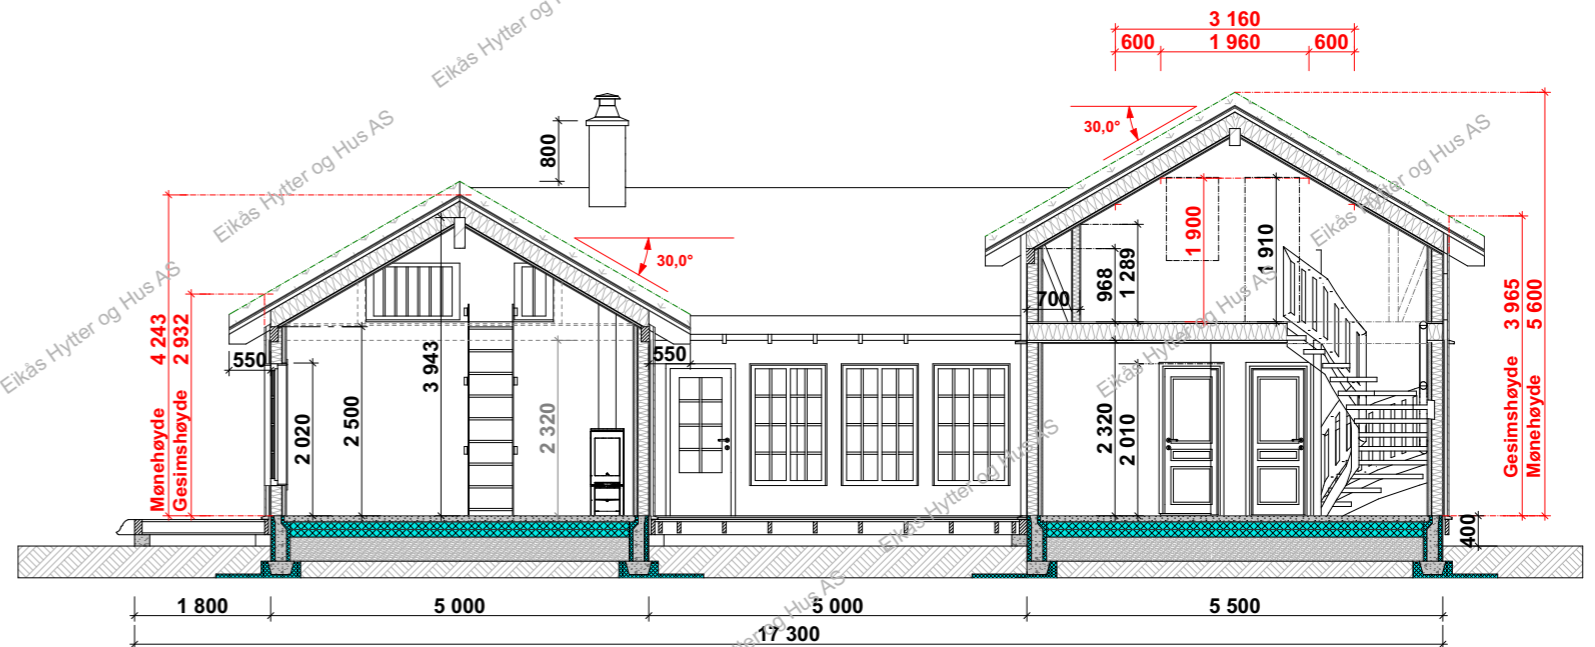 Eikås Hytter og H
3 160
600 1 960 600
Eikås Hytter og Hus AS
Eikås Hytter og Hus AS
30,0°
800
30,0°
Eikås Hytter og Hus AS
550
Mønehøyde 4 243
Gesimshøyde 2 932
2 020
2 500
3 943
2 320
550
700
968
1 289
1 900
1 910
Eikås Hytter og Hus AS
2 320
2 010
Gesimshøyde 3 965
Mønehøyde 5 600
Eikås Hytter og Hus AS
400
Hytter og Hus AS
1 800 5 000 5 000 5 500
17 300